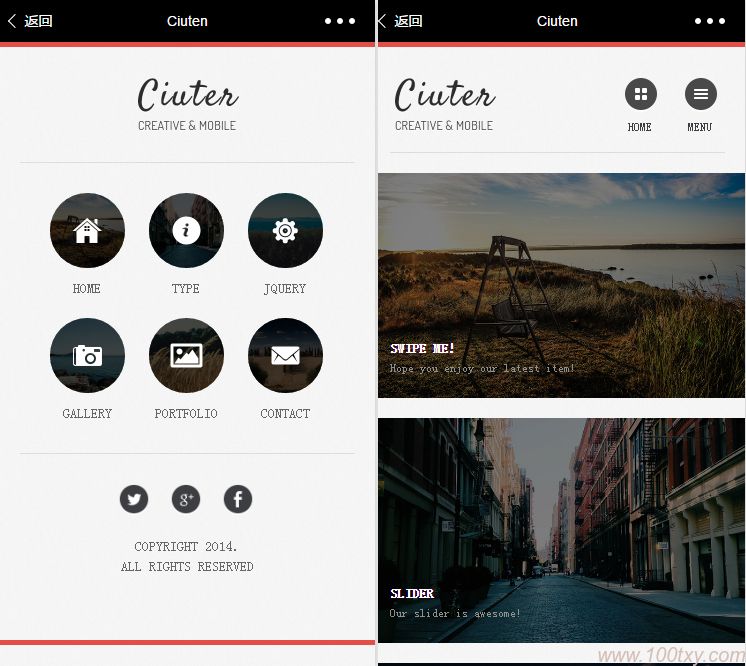 返回
Ciuten
Ciuter
CREATIVE & MOBILE
HOME
TYPE
JQUERY
GALLERY
PORTFOLIO
CONTACT
g+
COPYRIGHT 2014.
ALL RIGHTS RESERVED
返回
Ciuten
Ciuter
CREATIVE & MOBILE
HOME
MENU
SWIPE ME!
Hope you enjoy our latest item!
SLIDER
Our slider is awesome!
www.100txy.com